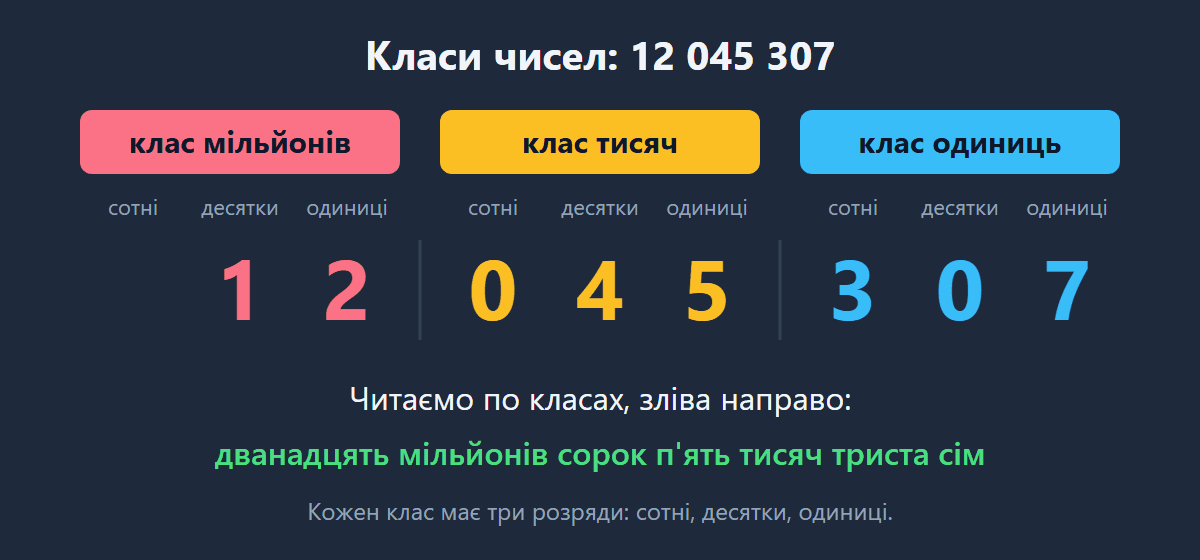 Класи чисел: 12 045 307
клас мільйонів клас тисяч клас одиниць
сотні десятки одиниці сотні десятки одиниці сотні десятки одиниці
1 2 0 4 5 3 0 7
Читаємо по класах, зліва направо:
дванадцять мільйонів сорок п'ять тисяч триста сім
Кожен клас має три розряди: сотні, десятки, одиниці.